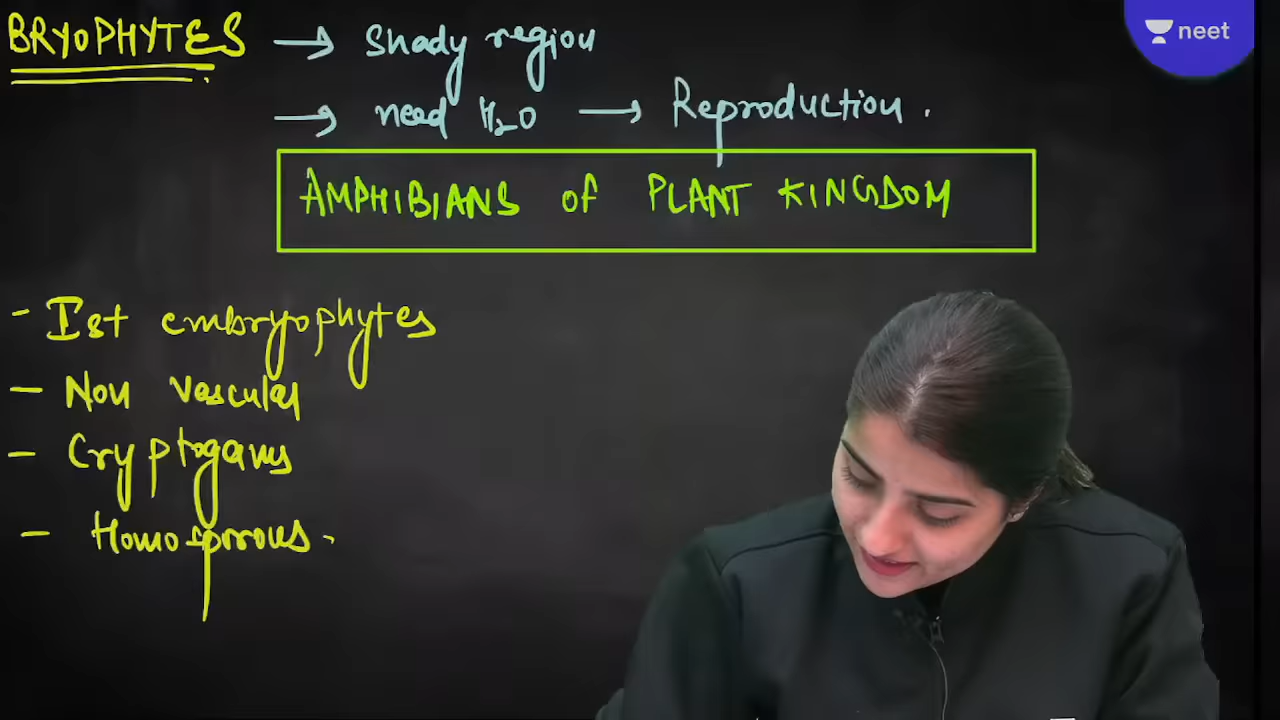 BRYOPHYTES → Shady region
→ need H₂O → Reproduction.
neet
AMPHIBIANS of PLANT KINGDOM
- Ist embryophytes
- Non vascular
- Cryptogams
- Homosporous.